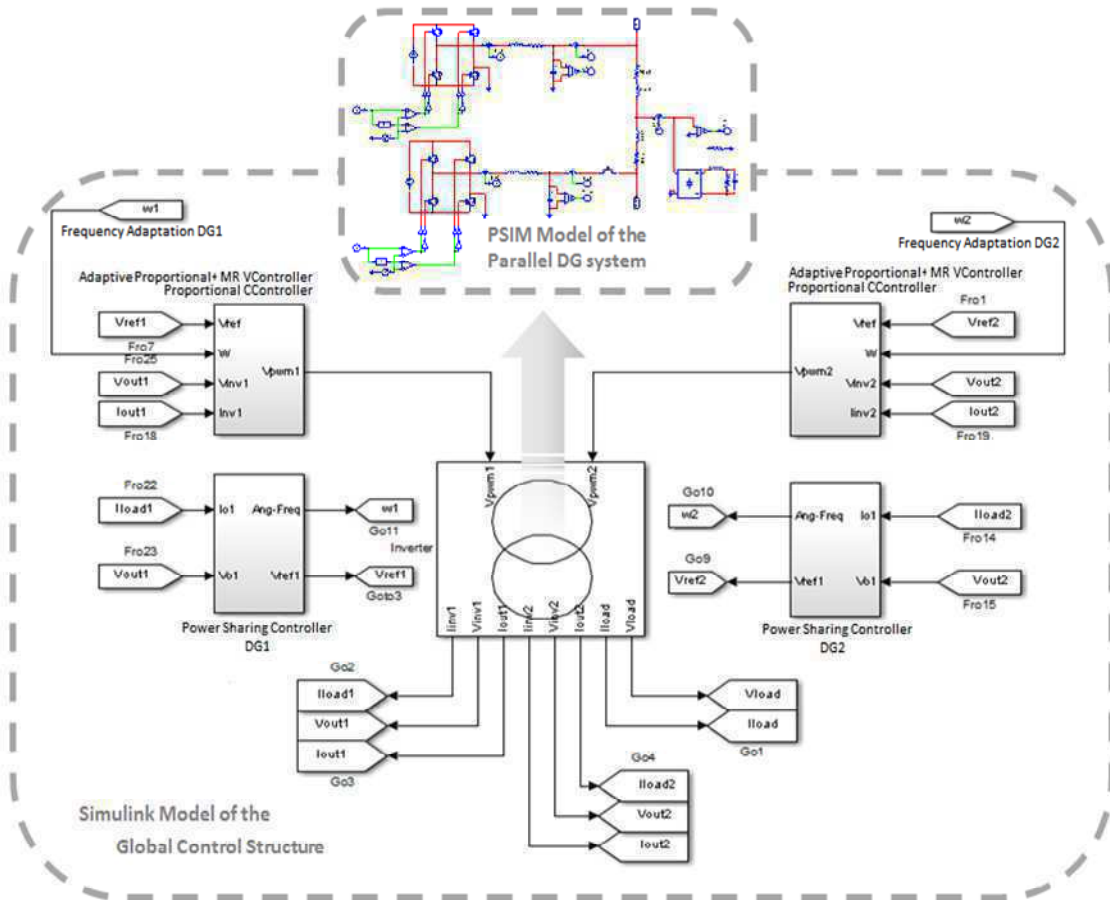 PSIM Model of the
Parallel DG system
w1
Frequency Adaptation DG1
w2
Frequency Adaptation DG2
Adaptive Proportional+ MR VController
Proportional CController
Vref1
Fro7
Fro25
Vout1
Iout1
Fro18
Vref
W
Vinv1
Inv1
Vpwm1
Adaptive Proportional+ MR VController
Proportional CController
Fro1
Vref2
Vout2
Iout2
Fro19
Vref
W
Vinv2
Iinv2
Vpwm2
Fro22
Iload1
Fro23
Vout1
Io1
Vo1
Ang-Freq
Vref1
w1
Go11
Vref1
Goto3
Power Sharing Controller
DG1
Inverter
Vpwm1
Vpwm2
Iinv1
Vinv1
Iout1
Iinv2
Vinv2
Iout2
Iload
Vload
Go10
w2
Go9
Vref2
Ang-Freq
Vref1
Io1
Vo1
Iload2
Fro14
Vout2
Fro15
Power Sharing Controller
DG2
Go2
Iload1
Vout1
Iout1
Go3
Vload
Iload
Go1
Go4
Iload2
Vout2
Iout2
Simulink Model of the
Global Control Structure